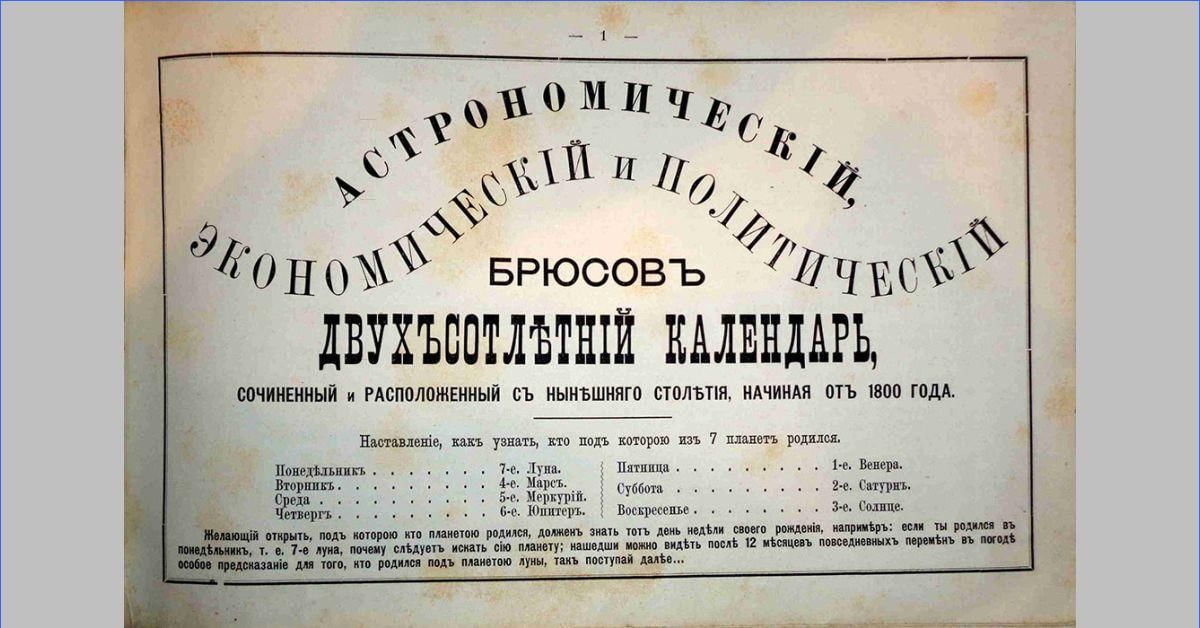 — 1 —
АСТРОНОМИЧЕСКІЙ,
ЭКОНОМИЧЕСКІЙ и ПОЛИТИЧЕСКІЙ
БРЮСОВЪ
ДВУХЪСОТЛѢТНІЙ КАЛЕНДАРЬ,
СОЧИНЕННЫЙ и РАСПОЛОЖЕННЫЙ СЪ НЫНѢШНЯГО СТОЛѢТІЯ, НАЧИНАЯ ОТЪ 1800 ГОДА.
Наставленіе, какъ узнать, кто подъ которою изъ 7 планетъ родился.
Понедѣльникъ . . . . . . . 7-е. Луна.
Вторникъ. . . . . . . . . 4-е. Марсъ.
Среда . . . . . . . . . . 5-е. Меркурій.
Четвергъ . . . . . . . . . 6-е. Юпитеръ.
Пятница . . . . . . . . . 1-е. Венера.
Суббота . . . . . . . . . 2-е. Сатурнъ.
Воскресенье . . . . . . . . 3-е. Солнце.
Желающій открыть, подъ которою кто планетою родился, долженъ знать тотъ день недѣли своего рожденія, напримѣръ: если ты родился въ
понедѣльникъ, т. е. 7-е луна, почему слѣдуетъ искать сію планету; нашедши можно видѣть послѣ 12 мѣсяцевъ повседневныхъ перемѣнъ въ погодѣ
особое предсказаніе для того, кто родился подъ планетою луны, такъ поступай далѣе...